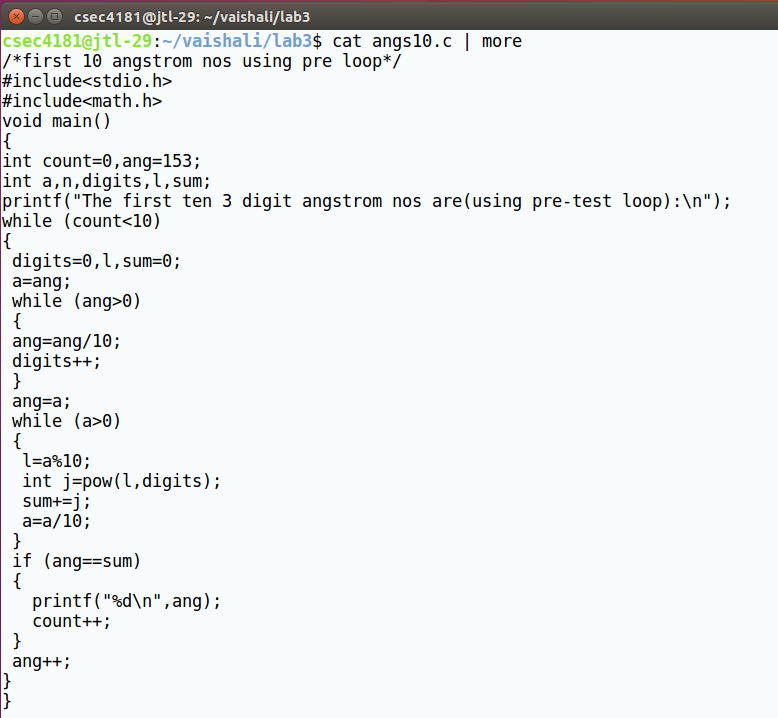 csec4181@jtl-29: ~/vaishali/lab3
csec4181@jtl-29:~/vaishali/lab3$ cat angs10.c | more
/*first 10 angstrom nos using pre loop*/
#include<stdio.h>
#include<math.h>
void main()
{
int count=0,ang=153;
int a,n,digits,l,sum;
printf("The first ten 3 digit angstrom nos are(using pre-test loop):\n");
while (count<10)
{
 digits=0,l,sum=0;
 a=ang;
 while (ang>0)
 {
 ang=ang/10;
 digits++;
 }
 ang=a;
 while (a>0)
 {
  l=a%10;
  int j=pow(l,digits);
  sum+=j;
  a=a/10;
 }
 if (ang==sum)
 {
   printf("%d\n",ang);
   count++;
 }
 ang++;
}
}